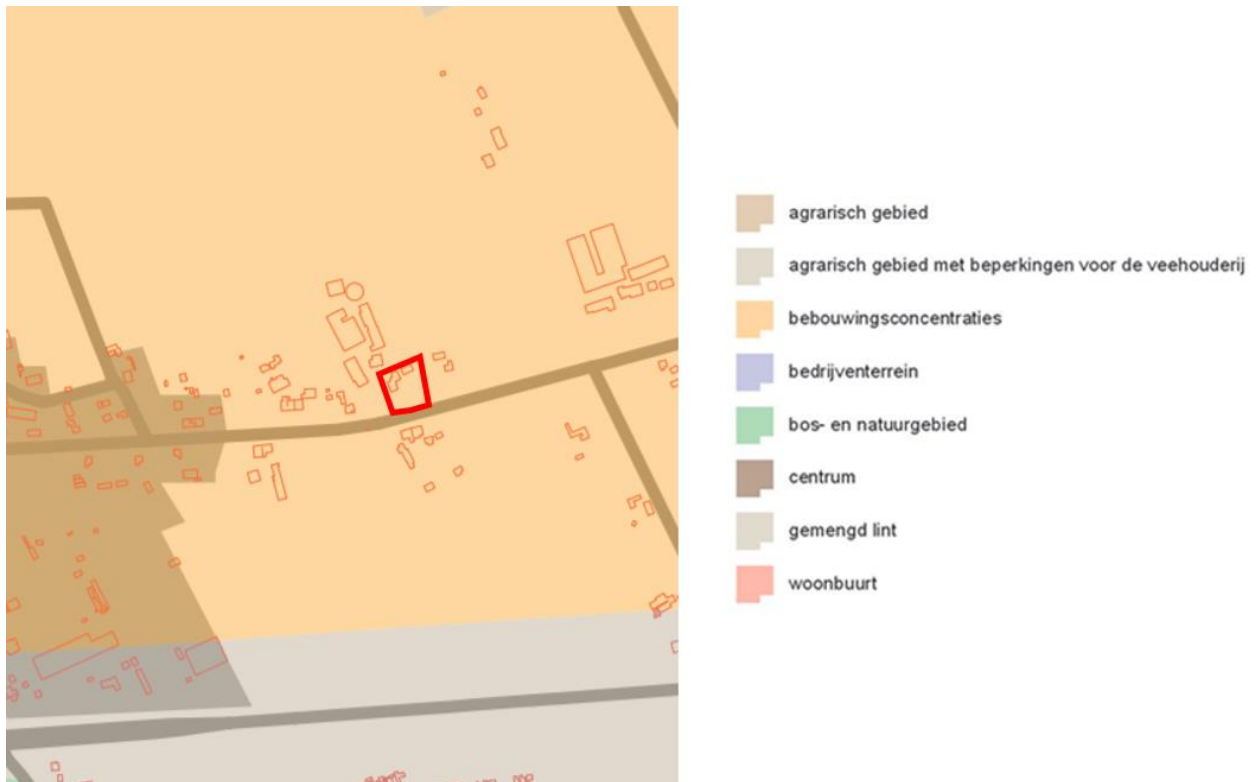 agrarisch gebied
agrarisch gebied met beperkingen voor de veehouderij
bebouwingsconcentraties
bedrijventerrein
bos- en natuurgebied
centrum
gemengd lint
woonbuurt